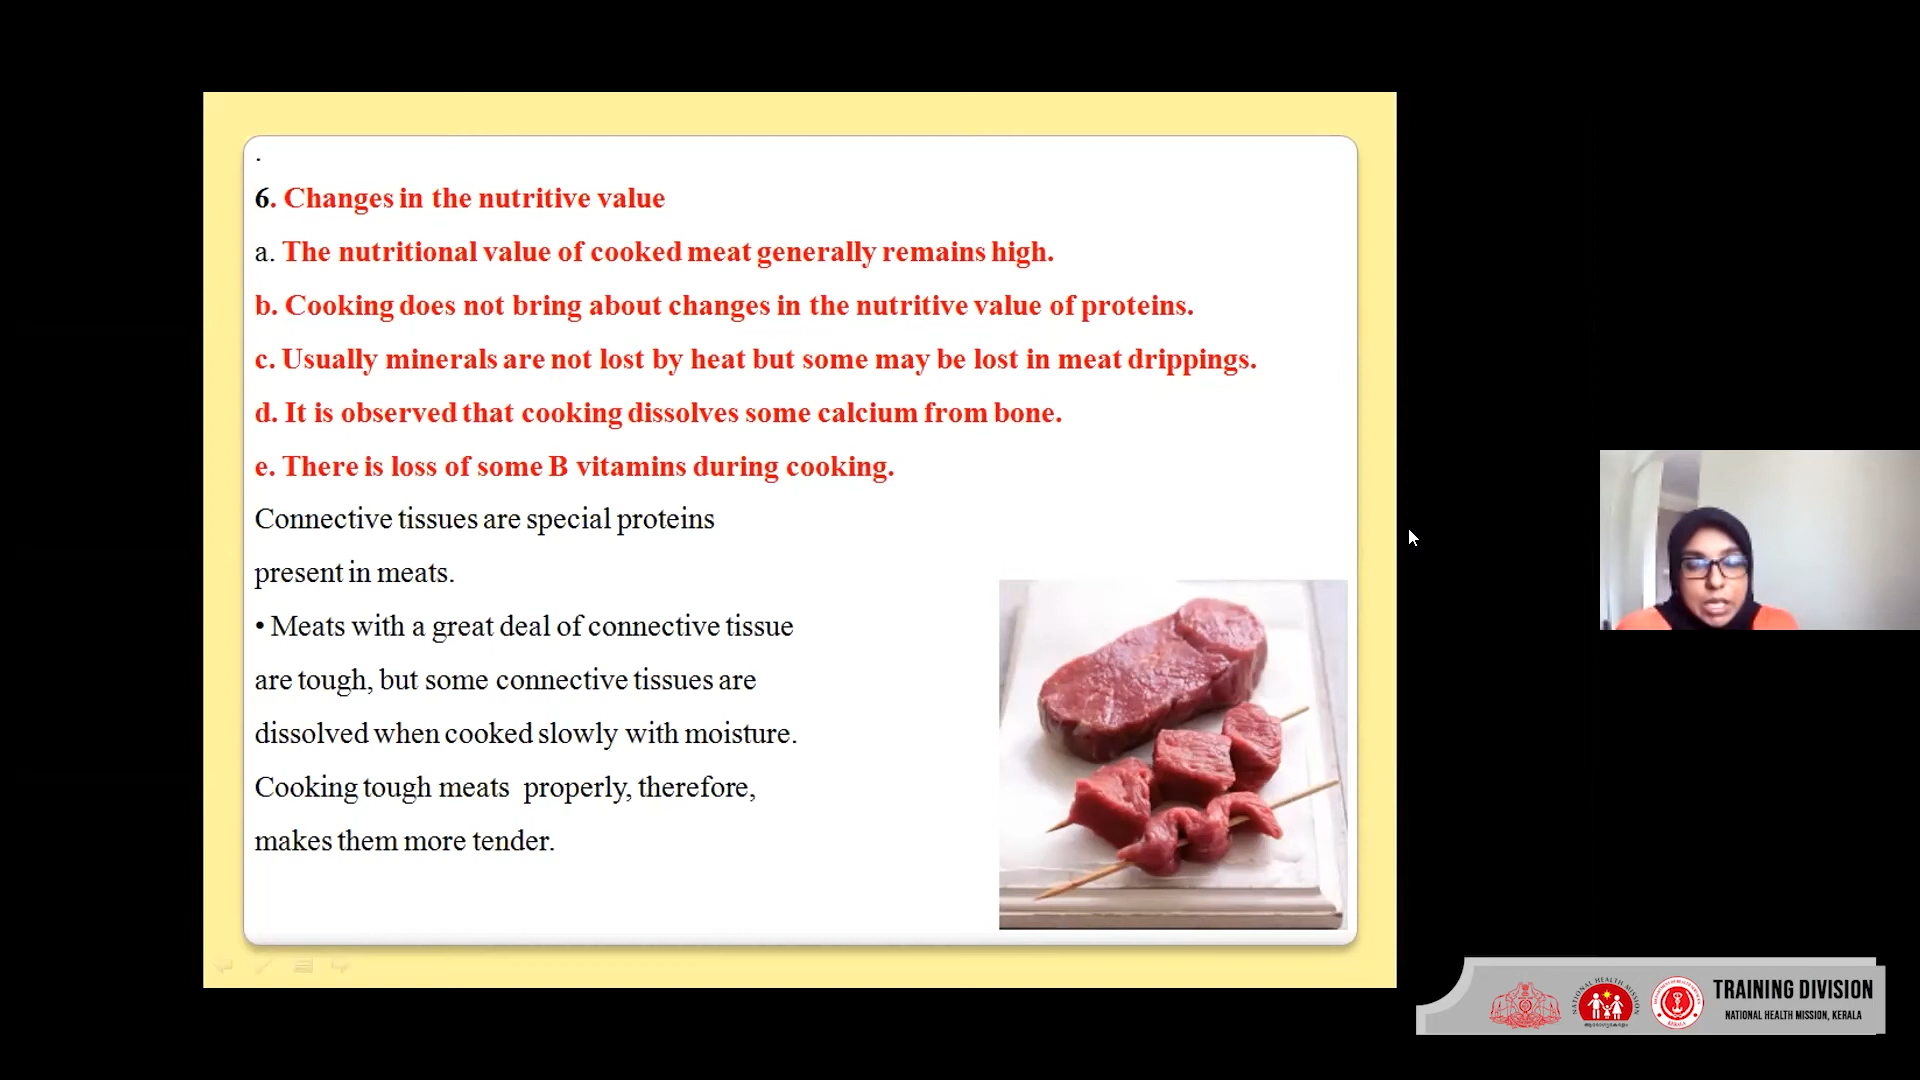 .
6. Changes in the nutritive value
a. The nutritional value of cooked meat generally remains high.
b. Cooking does not bring about changes in the nutritive value of proteins.
c. Usually minerals are not lost by heat but some may be lost in meat drippings.
d. It is observed that cooking dissolves some calcium from bone.
e. There is loss of some B vitamins during cooking.
Connective tissues are special proteins
present in meats.
• Meats with a great deal of connective tissue
are tough, but some connective tissues are
dissolved when cooked slowly with moisture.
Cooking tough meats properly, therefore,
makes them more tender.
NATIONAL HEALTH MISSION
TRAINING DIVISION
NATIONAL HEALTH MISSION, KERALA